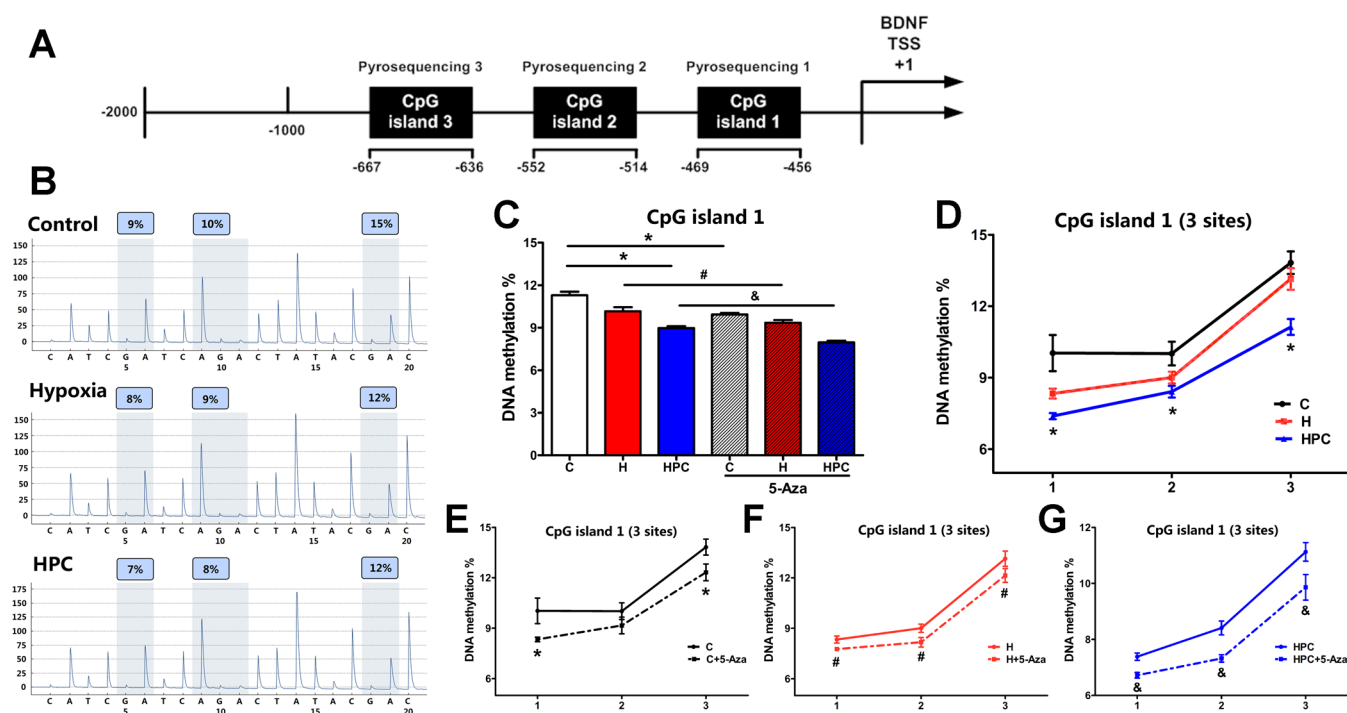 A
BDNF
TSS
+1
Pyrosequencing 3
Pyrosequencing 2
Pyrosequencing 1
CpG
island 3
CpG
island 2
CpG
island 1
-2000
-1000
-667
-636
-552
-514
-469
-456
B
Control
9%
10%
15%
150
125
100
75
50
25
0
C A T C G A T C A G A C T A T A C G A C
5 10 15 20
Hypoxia
8%
9%
12%
150
125
100
75
50
25
0
C A T C G A T C A G A C T A T A C G A C
5 10 15 20
HPC
7%
8%
12%
175
150
125
100
75
50
25
0
C A T C G A T C A G A C T A T A C G A C
5 10 15 20
C
CpG island 1
DNA methylation %
15
12
9
6
3
0
*
*
#
&
C H HPC C H HPC
5-Aza
D
CpG island 1 (3 sites)
DNA methylation %
15
12
9
6
*
*
*
C
H
HPC
1 2 3
E
CpG island 1 (3 sites)
DNA methylation %
15
12
9
6
*
*
C
C+5-Aza
1 2 3
F
CpG island 1 (3 sites)
DNA methylation %
15
12
9
6
#
#
#
H
H+5-Aza
1 2 3
G
CpG island 1 (3 sites)
DNA methylation %
12
10
8
6
&
&
&
HPC
HPC+5-Aza
1 2 3